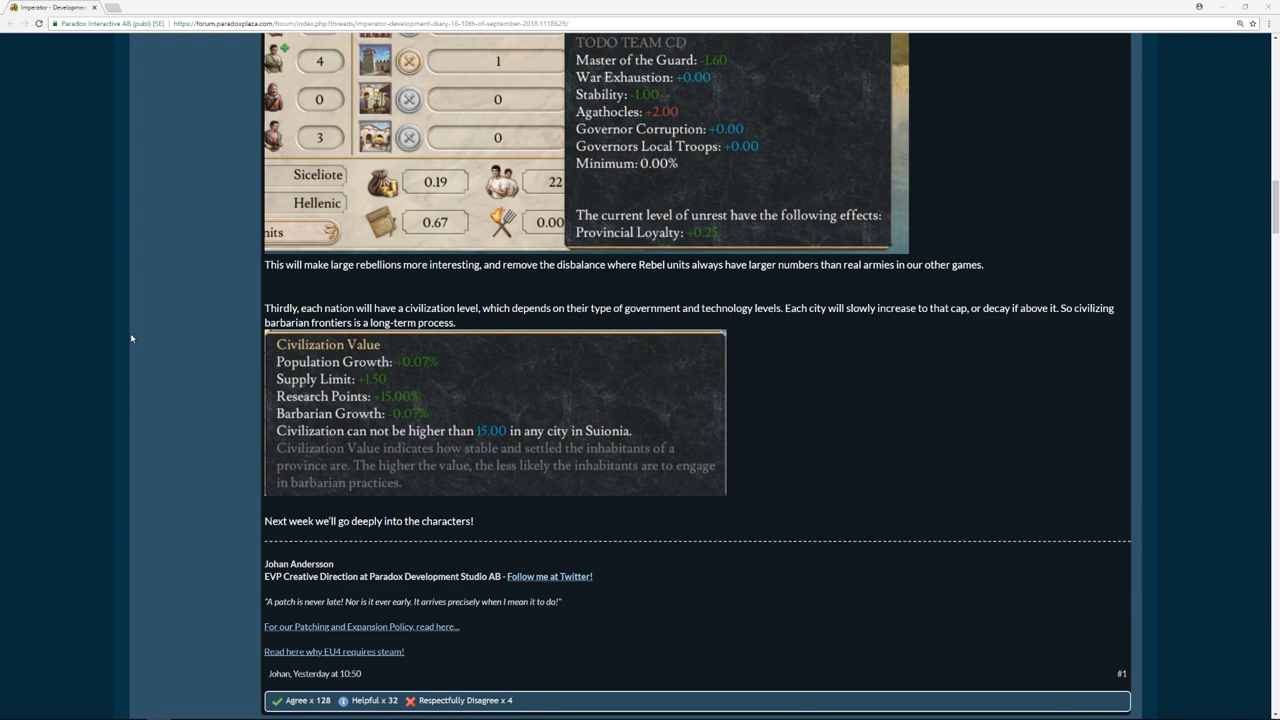 Imperator - Developmen
Paradox Interactive AB (publ) [SE]
https://forum.paradoxplaza.com/forum/index.php?threads/imperator-development-diary-16-10th-of-september-2018.1118629/
4
1
0
0
3
0
Siceliote
0.19
22
Hellenic
0.67
0.00
nits
TODO TEAM CD
Master of the Guard: -1.60
War Exhaustion: +0.00
Stability: -1.00
Agathocles: +2.00
Governor Corruption: +0.00
Governors Local Troops: +0.00
Minimum: 0.00%
The current level of unrest have the following effects:
Provincial Loyalty: +0.25
This will make large rebellions more interesting, and remove the disbalance where Rebel units always have larger numbers than real armies in our other games.
Thirdly, each nation will have a civilization level, which depends on their type of government and technology levels. Each city will slowly increase to that cap, or decay if above it. So civilizing
barbarian frontiers is a long-term process.
Civilization Value
Population Growth: +0.07%
Supply Limit: +1.50
Research Points: +15.00%
Barbarian Growth: -0.07%
Civilization can not be higher than 15.00 in any city in Suionia.
Civilization Value indicates how stable and settled the inhabitants of a
province are. The higher the value, the less likely the inhabitants are to engage
in barbarian practices.
Next week we'll go deeply into the characters!
Johan Andersson
EVP Creative Direction at Paradox Development Studio AB - Follow me at Twitter!
"A patch is never late! Nor is it ever early. It arrives precisely when I mean it to do!"
For our Patching and Expansion Policy, read here...
Read here why EU4 requires steam!
Johan, Yesterday at 10:50
#1
Agree x 128
Helpful x 32
Respectfully Disagree x 4